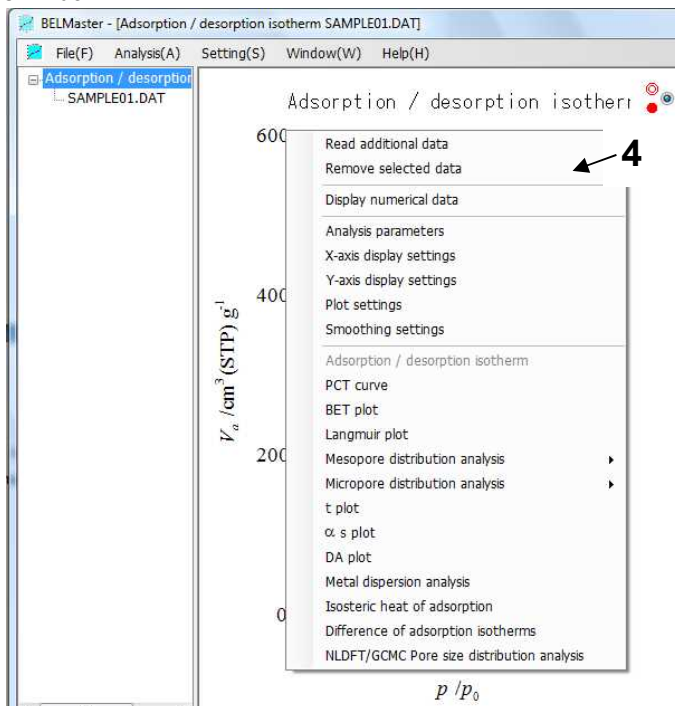 BELMaster - [Adsorption / desorption isotherm SAMPLE01.DAT]
File(F) Analysis(A) Setting(S) Window(W) Help(H)
Adsorption / desorption
SAMPLE01.DAT
Adsorption / desorption isother
600
400
200
0
Va /cm³ (STP) g⁻¹
p /p₀
Read additional data
Remove selected data
4
Display numerical data
Analysis parameters
X-axis display settings
Y-axis display settings
Plot settings
Smoothing settings
Adsorption / desorption isotherm
PCT curve
BET plot
Langmuir plot
Mesopore distribution analysis
Micropore distribution analysis
t plot
α s plot
DA plot
Metal dispersion analysis
Isosteric heat of adsorption
Difference of adsorption isotherms
NLDFT/GCMC Pore size distribution analysis